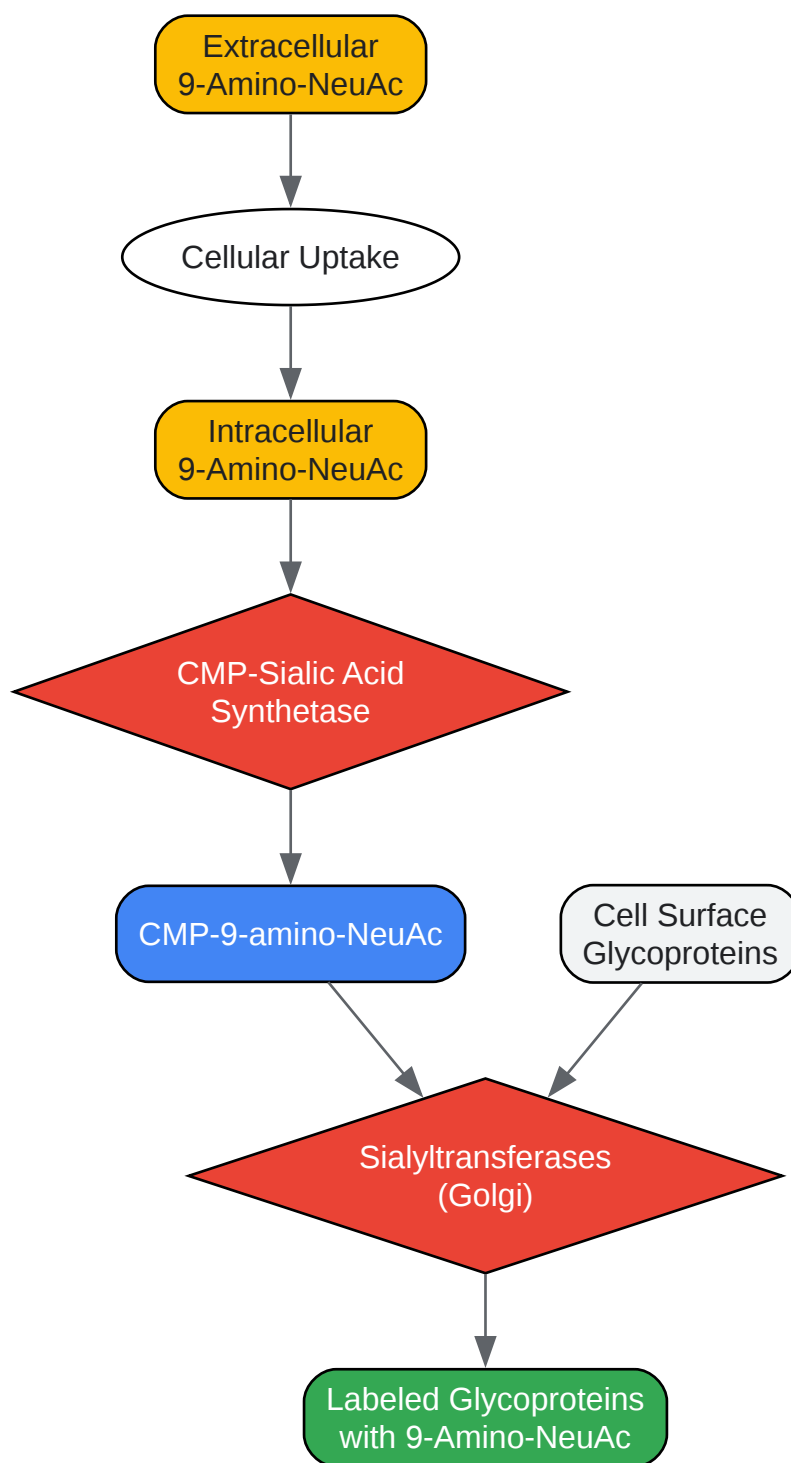 Extracellular
9-Amino-NeuAc
Cellular Uptake
Intracellular
9-Amino-NeuAc
CMP-Sialic Acid
Synthetase
CMP-9-amino-NeuAc
Cell Surface
Glycoproteins
Sialyltransferases
(Golgi)
Labeled Glycoproteins
with 9-Amino-NeuAc